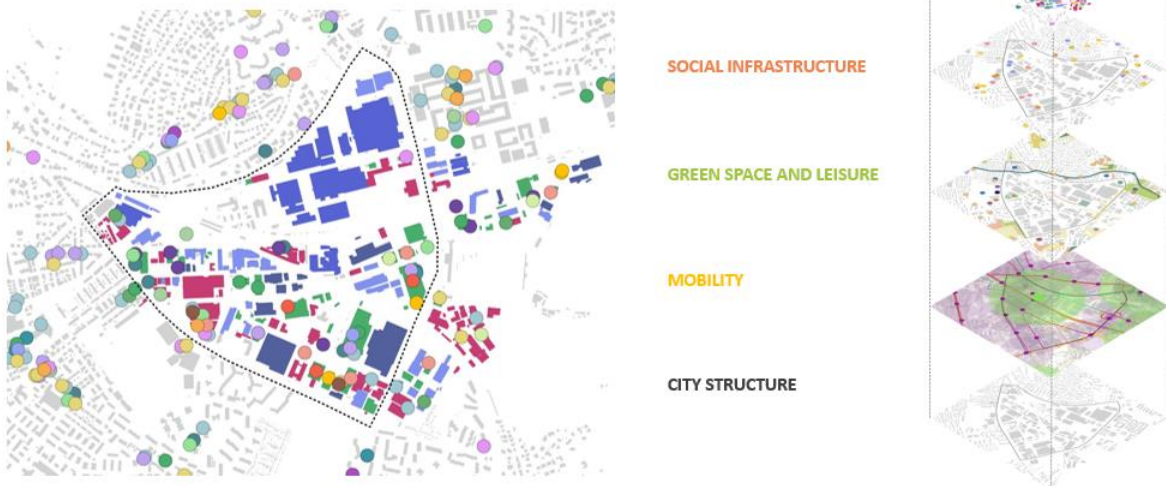 SOCIAL INFRASTRUCTURE
GREEN SPACE AND LEISURE
MOBILITY
CITY STRUCTURE